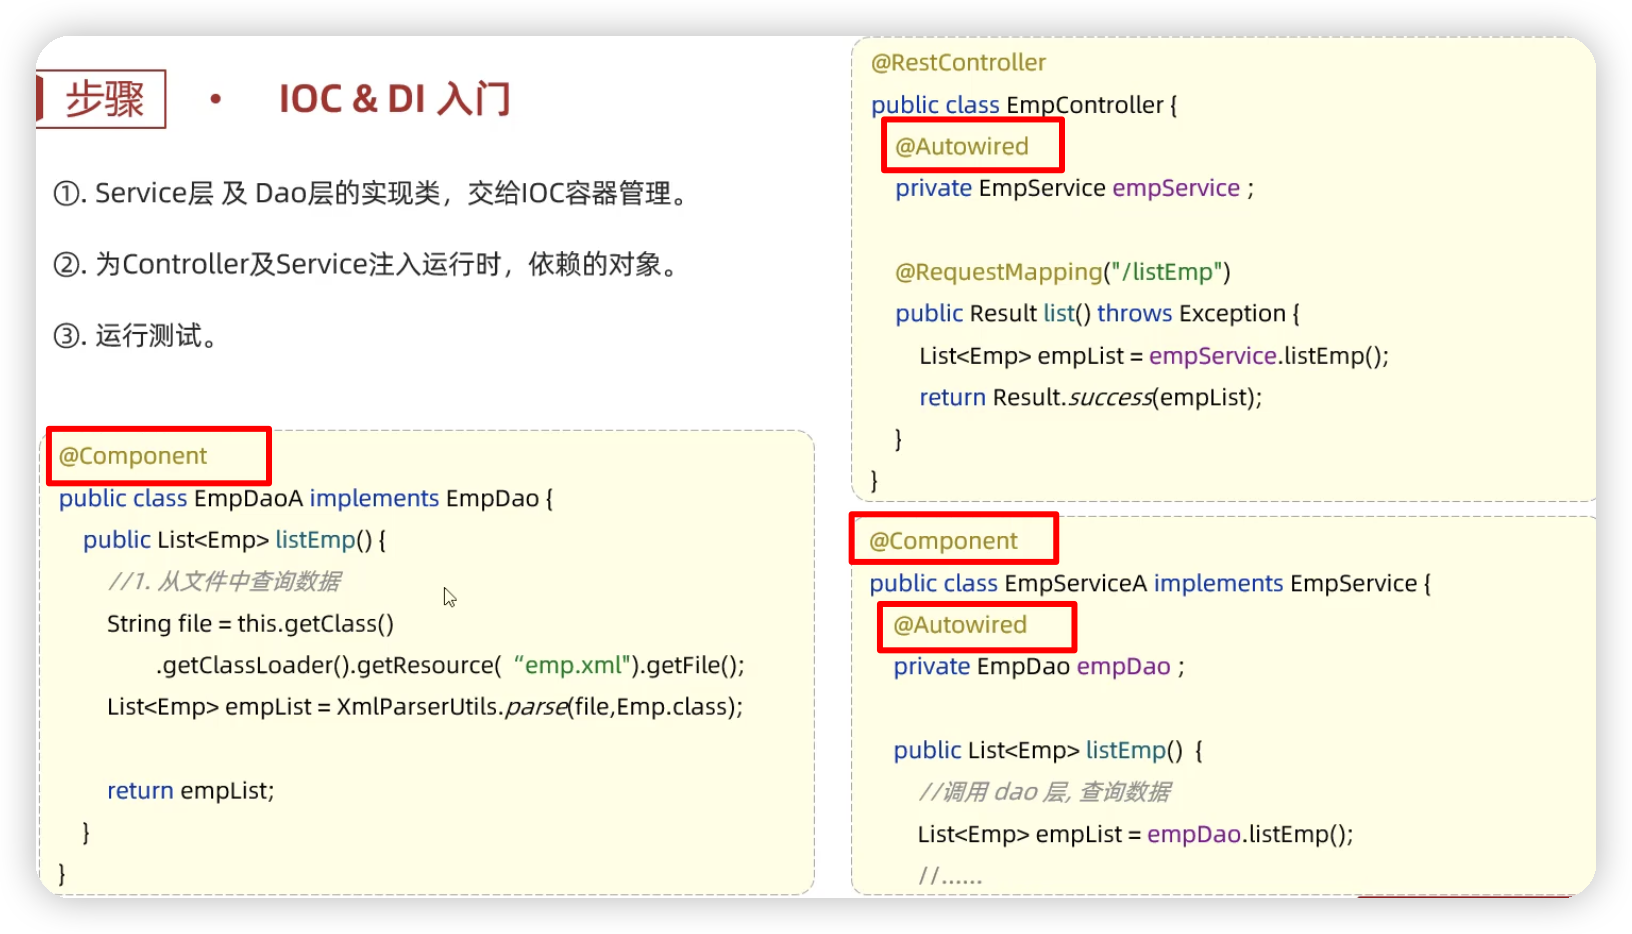 步骤 • IOC & DI 入门
①. Service层 及 Dao层的实现类，交给IOC容器管理。
②. 为Controller及Service注入运行时，依赖的对象。
③. 运行测试。
@Component
public class EmpDaoA implements EmpDao {
public List<Emp> listEmp() {
//1. 从文件中查询数据
String file = this.getClass()
.getClassLoader().getResource( “emp.xml").getFile();
List<Emp> empList = XmlParserUtils.parse(file,Emp.class);
return empList;
}
}
@RestController
public class EmpController {
@Autowired
private EmpService empService ;
@RequestMapping("/listEmp")
public Result list() throws Exception {
List<Emp> empList = empService.listEmp();
return Result.success(empList);
}
}
@Component
public class EmpServiceA implements EmpService {
@Autowired
private EmpDao empDao ;
public List<Emp> listEmp() {
//调用 dao 层, 查询数据
List<Emp> empList = empDao.listEmp();
//......